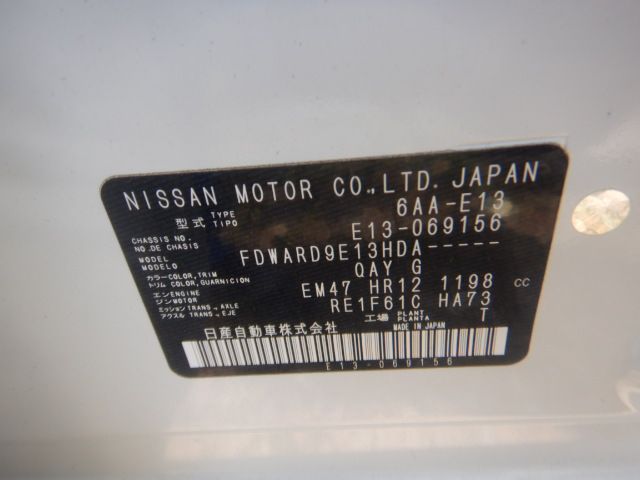 NISSAN MOTOR CO.,LTD. JAPAN
型式 TYPE TIPO 6AA-E13
CHASSIS NO. NO.DE CHASSIS E13-069156
MODEL MODELO FDWARD9E13HDA-----
カラー COLOR,TRIM トリム COLOR,GUARNICION QAY G
エンジン ENGINE MOTOR EM47 HR12 1198 CC
ミッション TRANS., AXLE アクスル TRANS., EJE RE1F61C HA73
工場 PLANT PLANTA T
日産自動車株式会社 MADE IN JAPAN
E13-069156